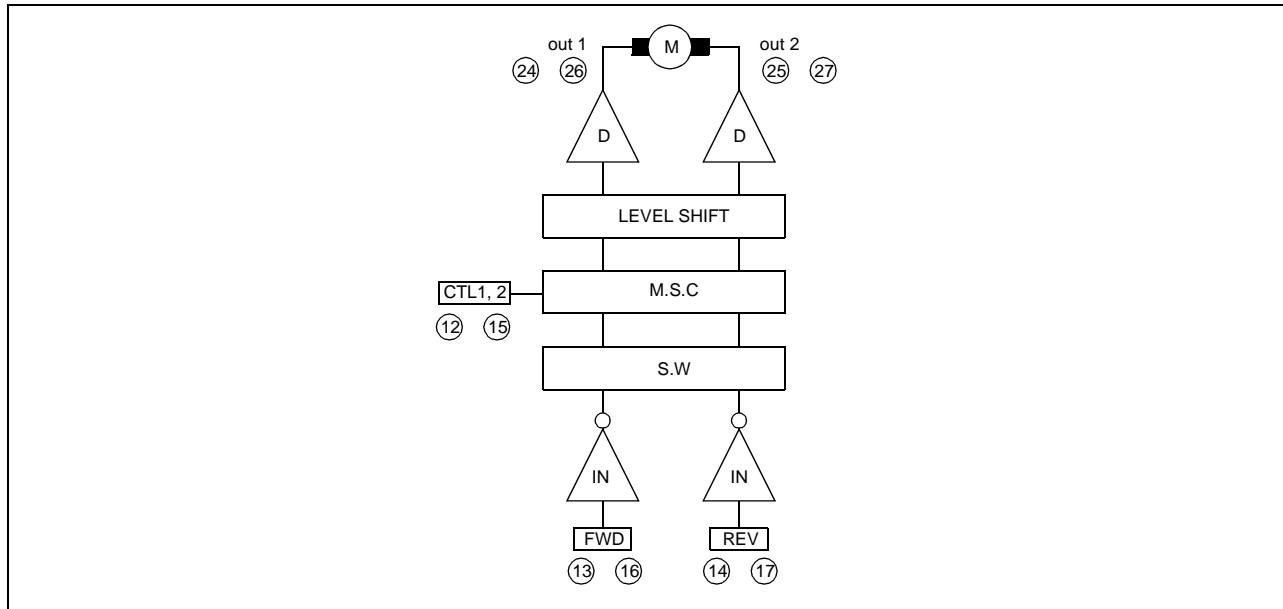 out 1
M
out 2
24 26
25 27
D
D
LEVEL SHIFT
CTL1, 2
M.S.C
12 15
S.W
IN
IN
FWD
REV
13 16
14 17